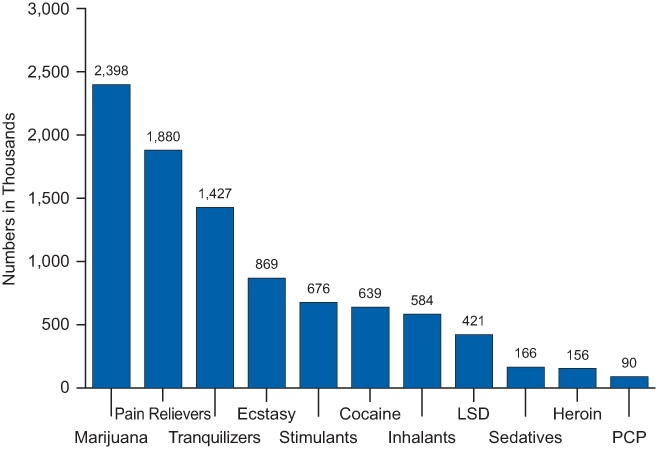 3,000
2,500
2,000
1,500
1,000
500
0
Numbers in Thousands
2,398
1,880
1,427
869
676
639
584
421
166
156
90
Pain Relievers
Ecstasy
Cocaine
LSD
Heroin
Marijuana
Tranquilizers
Stimulants
Inhalants
Sedatives
PCP